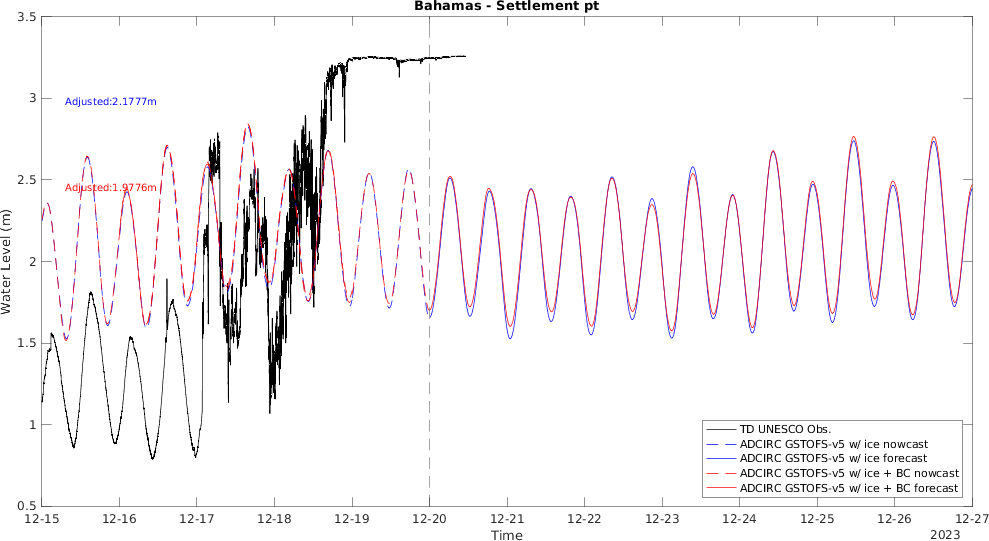 Bahamas - Settlement pt
3.5
3
2.5
2
1.5
1
0.5
Water Level (m)
Adjusted:2.1777m
Adjusted:1.9776m
TD UNESCO Obs.
ADCIRC GSTOFS-v5 w/ ice nowcast
ADCIRC GSTOFS-v5 w/ ice forecast
ADCIRC GSTOFS-v5 w/ ice + BC nowcast
ADCIRC GSTOFS-v5 w/ ice + BC forecast
12-15 12-16 12-17 12-18 12-19 12-20 12-21 12-22 12-23 12-24 12-25 12-26 12-27
Time
2023